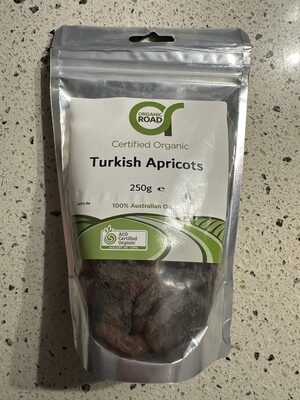 ORGANIC
ROAD
Certified Organic
Turkish Apricots
250g e
100% Australian O
ACO
Certified
Organic